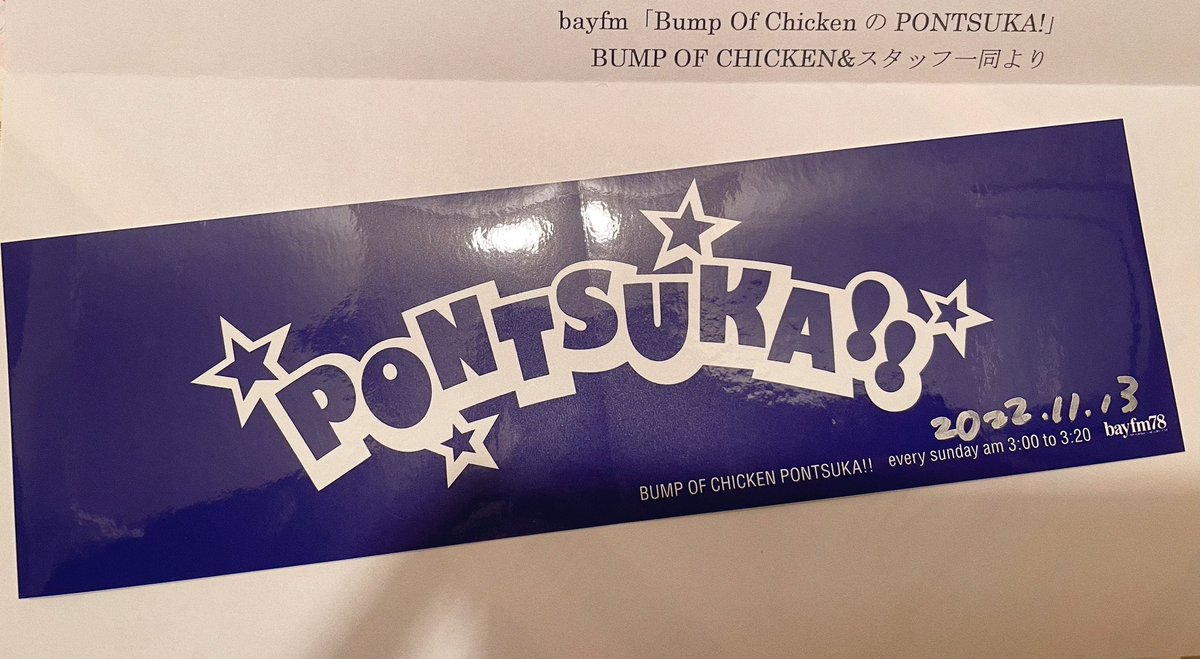 bayfm「Bump Of Chicken の PONTSUKA!」
BUMP OF CHICKEN&スタッフ一同より
PONTSUKA!!
2022.11.13
BUMP OF CHICKEN PONTSUKA!! every sunday am 3:00 to 3:20 bayfm78